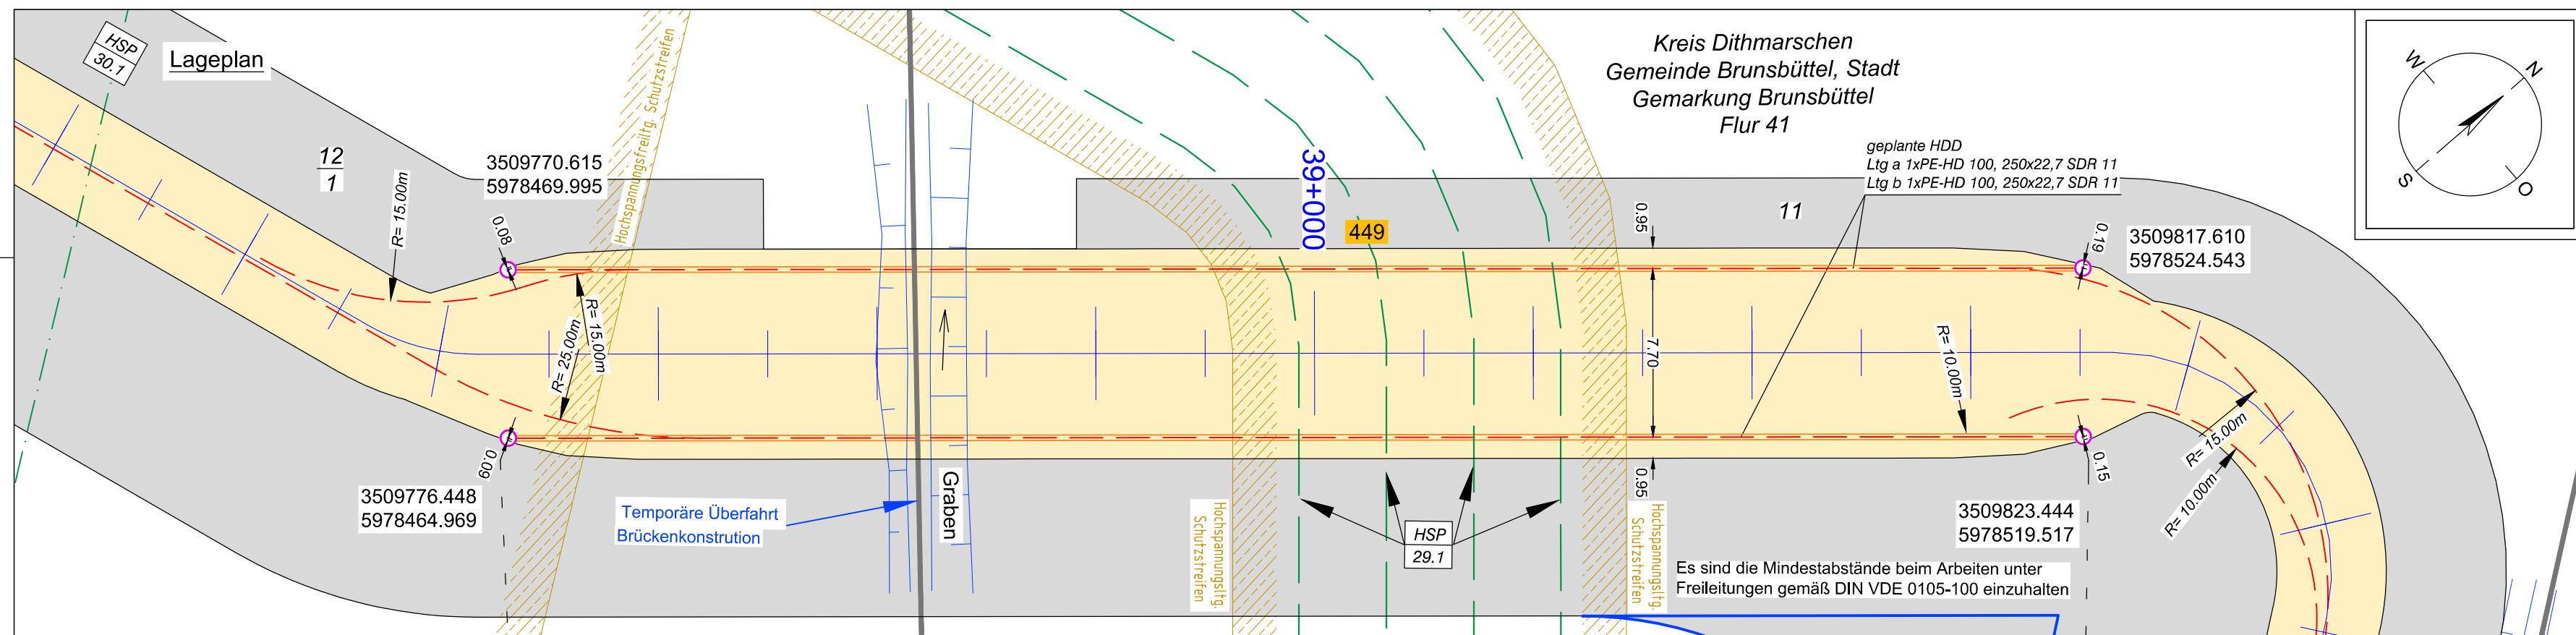 HSP
30.1
Lageplan
12
1
R= 15.00m
3509770.615
5978469.995
0.08
Hochspannungsfreiltg. Schutzstreifen
R= 15.00m
R= 25.00m
0.09
3509776.448
5978464.969
Temporäre Überfahrt
Brückenkonstrution
Graben
Kreis Dithmarschen
Gemeinde Brunsbüttel, Stadt
Gemarkung Brunsbüttel
Flur 41
39+000
449
geplante HDD
Ltg a 1xPE-HD 100, 250x22,7 SDR 11
Ltg b 1xPE-HD 100, 250x22,7 SDR 11
11
0.95
7.70
0.95
Hochspannungsltg.
Schutzstreifen
HSP
29.1
Hochspannungsltg.
Schutzstreifen
R= 10.00m
0.19
3509817.610
5978524.543
0.15
3509823.444
5978519.517
R= 15.00m
R= 10.00m
Es sind die Mindestabstände beim Arbeiten unter
Freileitungen gemäß DIN VDE 0105-100 einzuhalten
W
N
S
O